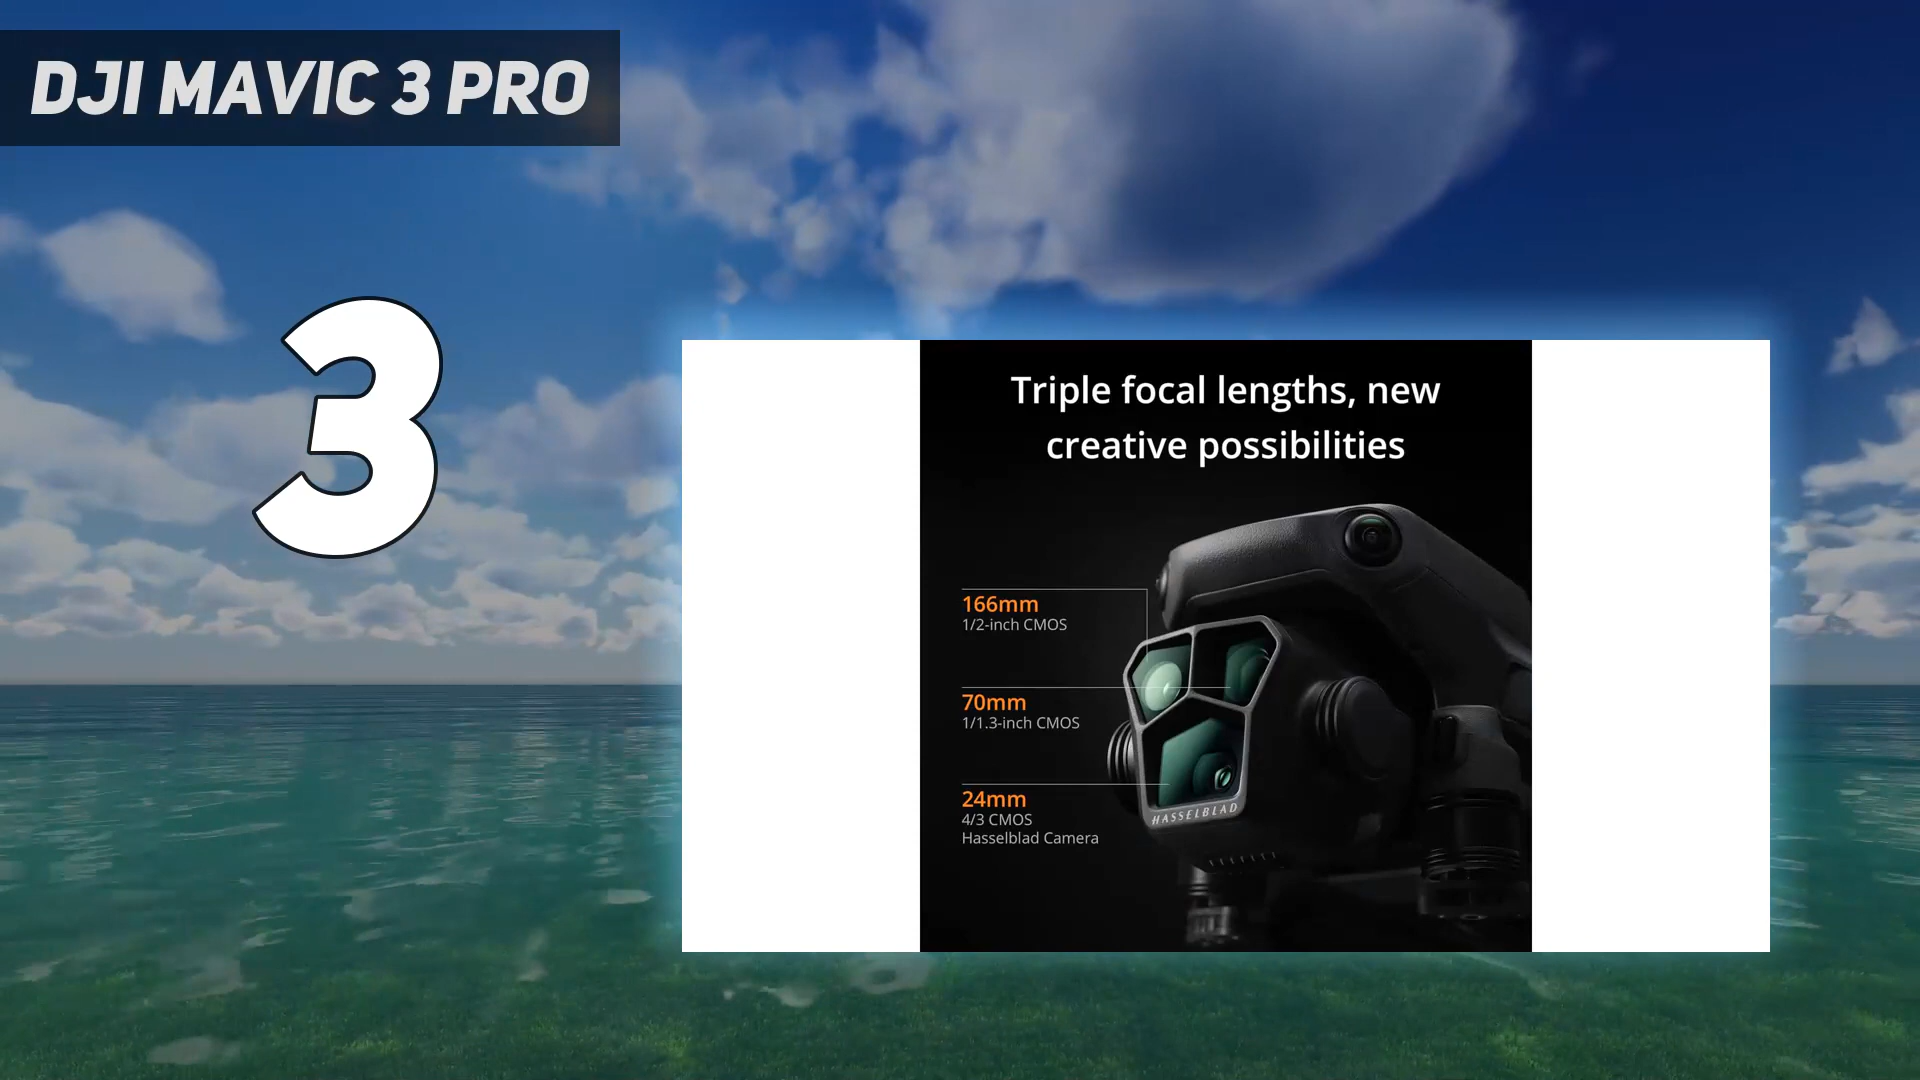 DJI MAVIC 3 PRO
3
Triple focal lengths, new
creative possibilities
166mm
1/2-inch CMOS
70mm
1/1.3-inch CMOS
24mm
4/3 CMOS
Hasselblad Camera
HASSELBLAD